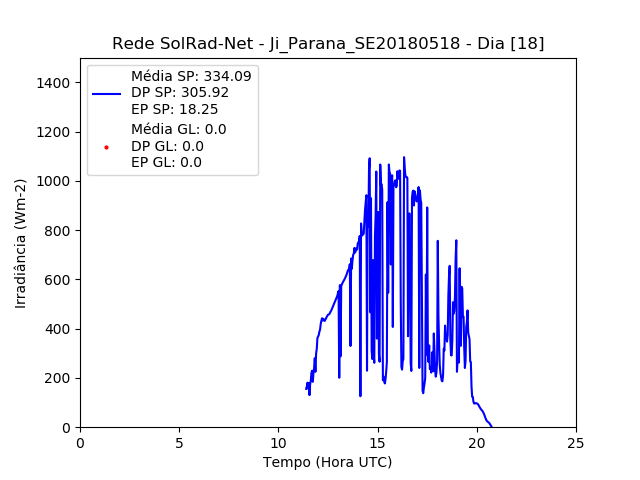 Rede SolRad-Net - Ji_Parana_SE20180518 - Dia [18]
Média SP: 334.09
DP SP: 305.92
EP SP: 18.25
Média GL: 0.0
DP GL: 0.0
EP GL: 0.0
Irradiância (Wm-2)
1400
1200
1000
800
600
400
200
0
0 5 10 15 20 25
Tempo (Hora UTC)